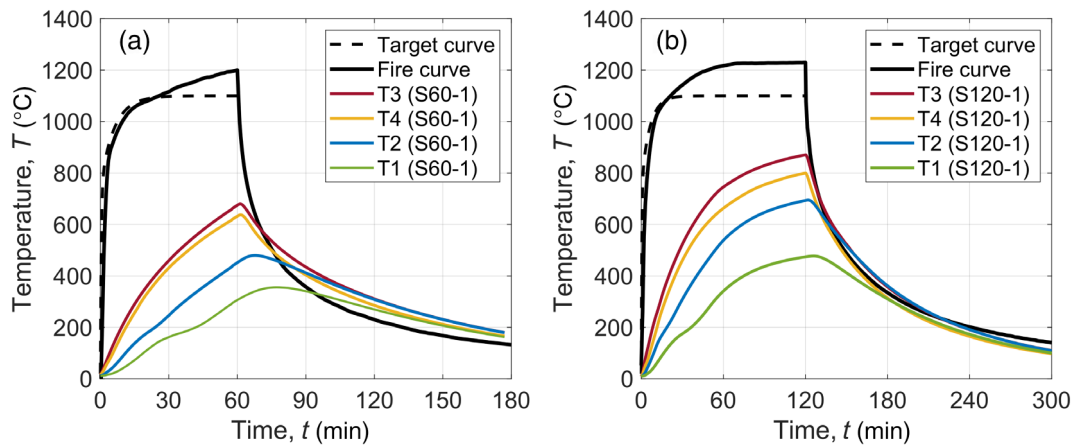 (a)
1400
1200
1000
800
600
400
200
0
Temperature, T (°C)
Target curve
Fire curve
T3 (S60-1)
T4 (S60-1)
T2 (S60-1)
T1 (S60-1)
0 30 60 90 120 150 180
Time, t (min)
(b)
1400
1200
1000
800
600
400
200
0
Temperature, T (°C)
Target curve
Fire curve
T3 (S120-1)
T4 (S120-1)
T2 (S120-1)
T1 (S120-1)
0 60 120 180 240 300
Time, t (min)